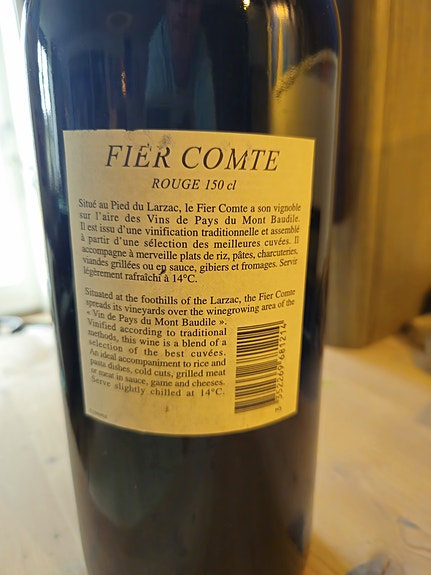 FIER COMTE
ROUGE 150 cl
Situé au Pied du Larzac, le Fier Comte a son vignoble
sur l'aire des Vins de Pays du Mont Baudile.
Il est issu d'une vinification traditionnelle et assemblé
à partir d'une sélection des meilleures cuvées. Il
accompagne à merveille plats de riz, pâtes, charcuteries,
viandes grillées ou en sauce, gibiers et fromages. Servir
légèrement rafraîchi à 14°C.
Situated at the foothills of the Larzac, the Fier Comte
spreads its vineyards over the winegrowing area of the
« Vin de Pays du Mont Baudile ».
Vinified according to traditional
methods, this wine is a blend of a
selection of the best cuvées.
An ideal accompaniment to rice and
pasta dishes, cold cuts, grilled meat
or meat in sauce, game and cheeses.
Serve slightly chilled at 14°C.
3 352269 681214